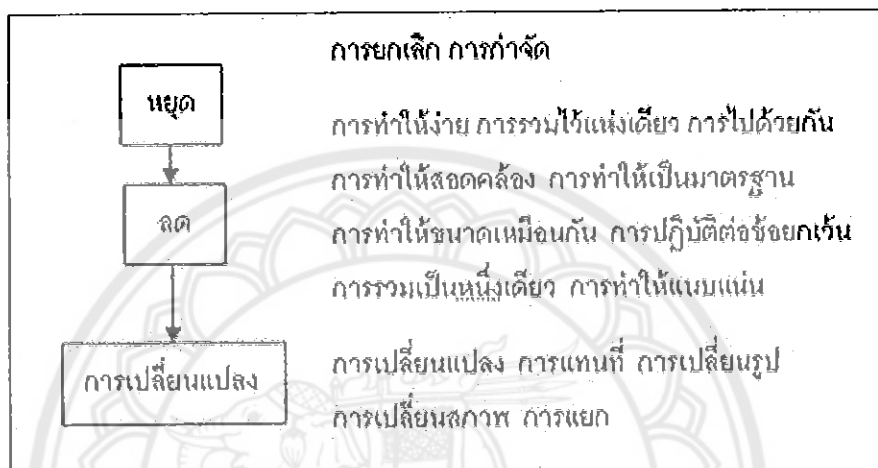 การยกเลิก การกำจัด
หยุด
การทำให้ง่าย การรวมไว้แห่งเดียว การไปด้วยกัน
การทำให้สอดคล้อง การทำให้เป็นมาตรฐาน
ลด
การทำให้ขนาดเหมือนกัน การปฏิบัติต่อข้อยกเว้น
การรวมเป็นหนึ่งเดียว การทำให้แนบแน่น
การเปลี่ยนแปลง
การเปลี่ยนแปลง การแทนที่ การเปลี่ยนรูป
การเปลี่ยนสภาพ การแยก